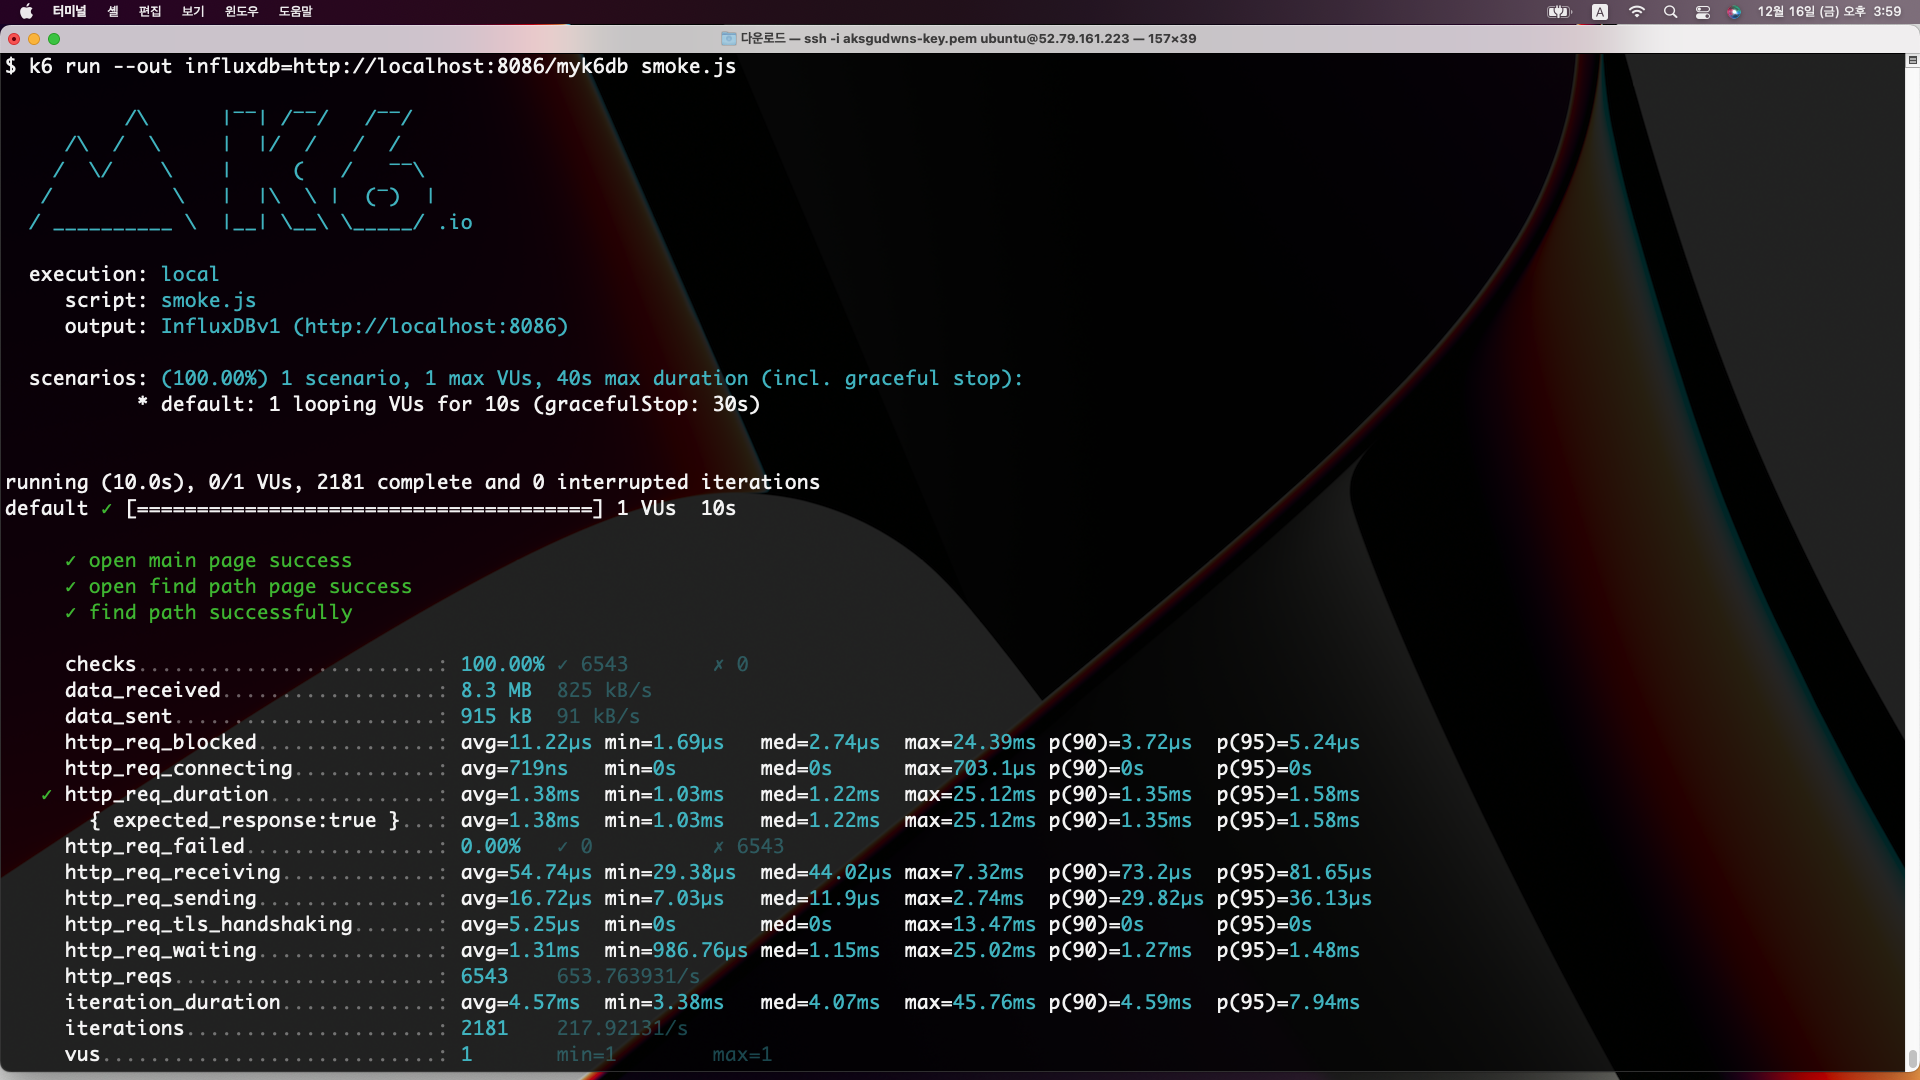 터미널 셸 편집 보기 윈도우 도움말 A 12월 16일 (금) 오후 3:59
다운로드 — ssh -i aksgudwns-key.pem ubuntu@52.79.161.223 — 157×39
$ k6 run --out influxdb=http://localhost:8086/myk6db smoke.js
          /\      |‾‾| /‾‾/   /‾‾/
     /\  /  \     |  |/  /   /  /
    /  \/    \    |     (   /   ‾‾\
   /          \   |  |\  \ |  (‾)  |
  / __________ \  |__| \__\ \_____/ .io
execution: local
script: smoke.js
output: InfluxDBv1 (http://localhost:8086)
scenarios: (100.00%) 1 scenario, 1 max VUs, 40s max duration (incl. graceful stop):
* default: 1 looping VUs for 10s (gracefulStop: 30s)
running (10.0s), 0/1 VUs, 2181 complete and 0 interrupted iterations
default ✓ [======================================] 1 VUs  10s
✓ open main page success
✓ open find path page success
✓ find path successfully
checks.........................: 100.00% ✓ 6543       ✗ 0
data_received..................: 8.3 MB  825 kB/s
data_sent......................: 915 kB  91 kB/s
http_req_blocked...............: avg=11.22µs min=1.69µs   med=2.74µs  max=24.39ms p(90)=3.72µs  p(95)=5.24µs
http_req_connecting............: avg=719ns   min=0s       med=0s      max=703.1µs p(90)=0s      p(95)=0s
✓ http_req_duration..............: avg=1.38ms  min=1.03ms   med=1.22ms  max=25.12ms p(90)=1.35ms  p(95)=1.58ms
{ expected_response:true }...: avg=1.38ms  min=1.03ms   med=1.22ms  max=25.12ms p(90)=1.35ms  p(95)=1.58ms
http_req_failed................: 0.00%   ✓ 0          ✗ 6543
http_req_receiving.............: avg=54.74µs min=29.38µs  med=44.02µs max=7.32ms  p(90)=73.2µs  p(95)=81.65µs
http_req_sending...............: avg=16.72µs min=7.03µs   med=11.9µs  max=2.74ms  p(90)=29.82µs p(95)=36.13µs
http_req_tls_handshaking.......: avg=5.25µs  min=0s       med=0s      max=13.47ms p(90)=0s      p(95)=0s
http_req_waiting...............: avg=1.31ms  min=986.76µs med=1.15ms  max=25.02ms p(90)=1.27ms  p(95)=1.48ms
http_reqs......................: 6543    653.763931/s
iteration_duration.............: avg=4.57ms  min=3.38ms   med=4.07ms  max=45.76ms p(90)=4.59ms  p(95)=7.94ms
iterations.....................: 2181    217.92131/s
vus............................: 1       min=1        max=1